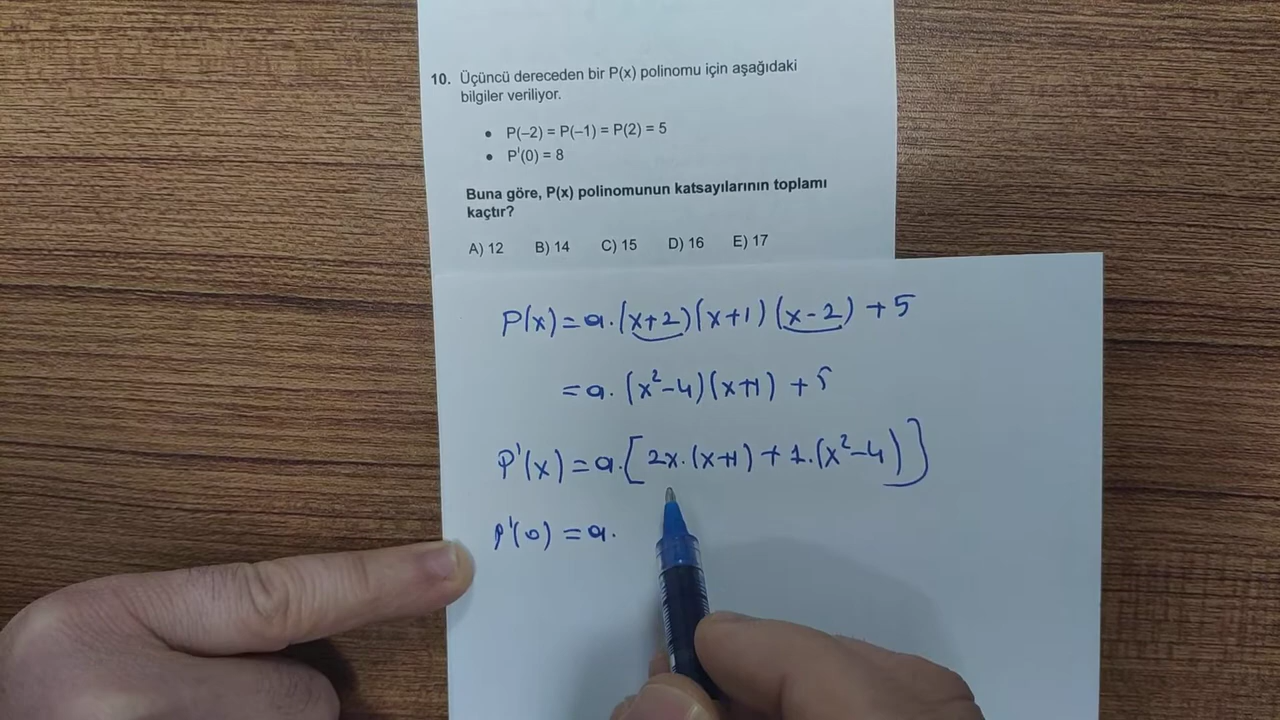 10. Üçüncü dereceden bir P(x) polinomu için aşağıdaki
bilgiler veriliyor.
• P(–2) = P(–1) = P(2) = 5
• P'(0) = 8
Buna göre, P(x) polinomunun katsayılarının toplamı
kaçtır?
A) 12 B) 14 C) 15 D) 16 E) 17
P(x) = a.(x+2)(x+1)(x-2) + 5
= a.(x²-4)(x+1) + 5
P'(x) = a.[2x.(x+1) + 1.(x²-4)]
P'(0) = a.